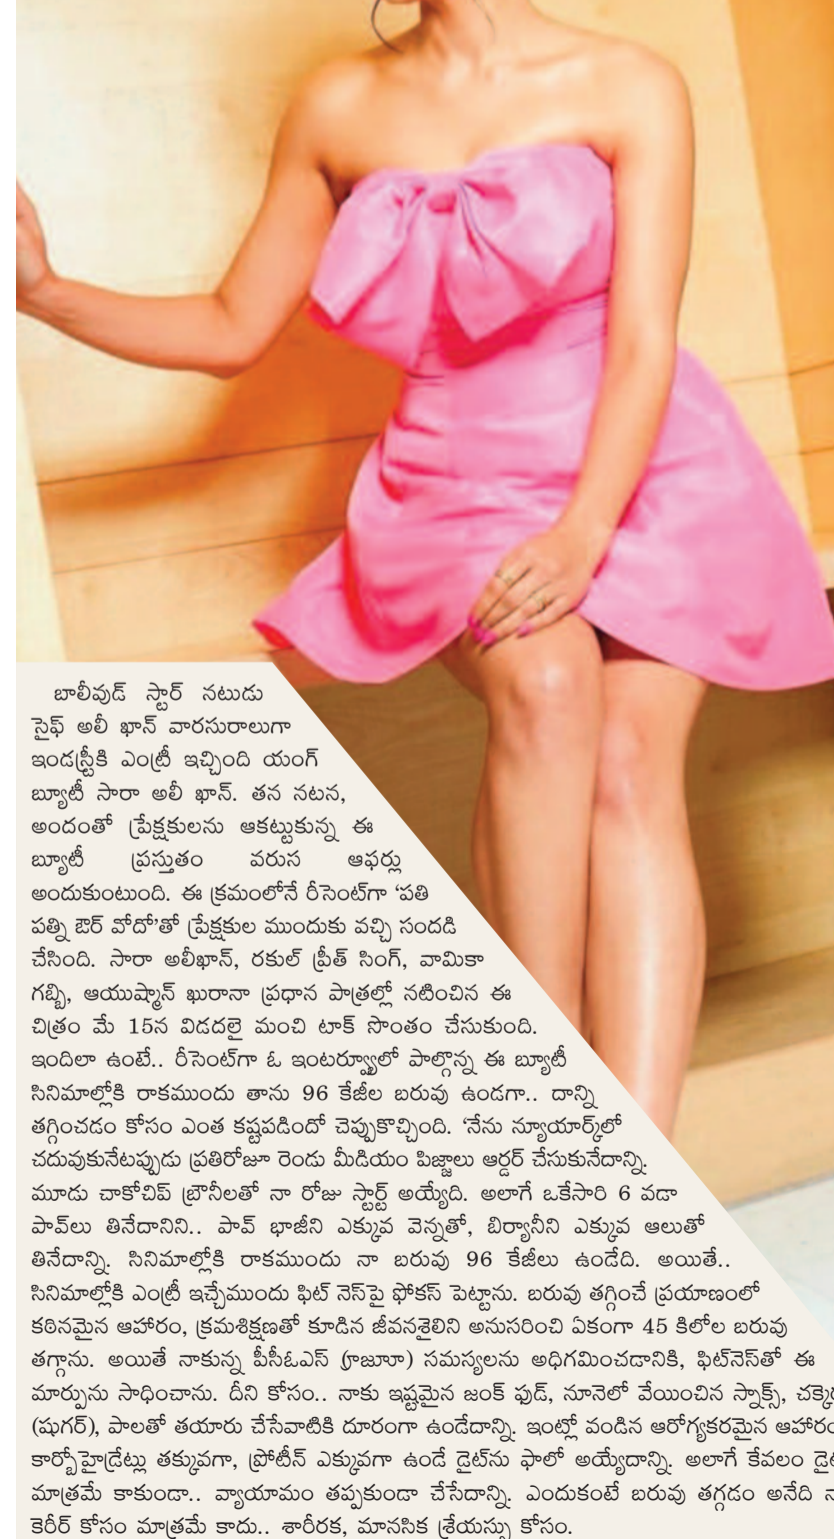 బాలీవుడ్ స్టార్ నటుడు
సైఫ్ అలీ ఖాన్ వారసురాలుగా
ఇండస్ట్రీకి ఎంట్రీ ఇచ్చింది యంగ్
బ్యూటీ సారా అలీ ఖాన్. తన నటన,
అందంతో ప్రేక్షకులను ఆకట్టుకున్న ఈ
బ్యూటీ ప్రస్తుతం వరుస ఆఫర్లు
అందుకుంటుంది. ఈ క్రమంలోనే రీసెంట్‌గా ‘పతి
పత్ని ఔర్ వోదో’తో ప్రేక్షకుల ముందుకు వచ్చి సందడి
చేసింది. సారా అలీఖాన్, రకుల్ ప్రీత్ సింగ్, వామికా
గబ్బి, ఆయుష్మాన్ ఖురానా ప్రధాన పాత్రల్లో నటించిన ఈ
చిత్రం మే 15న విడదలై మంచి టాక్ సొంతం చేసుకుంది.
ఇందిలా ఉంటే.. రీసెంట్‌గా ఓ ఇంటర్వ్యూలో పాల్గొన్న ఈ బ్యూటీ
సినిమాల్లోకి రాకముందు తాను 96 కేజీల బరువు ఉండగా.. దాన్ని
తగ్గించడం కోసం ఎంత కష్టపడిందో చెప్పుకొచ్చింది. ‘నేను న్యూయార్క్‌లో
చదువుకునేటప్పుడు ప్రతిరోజూ రెండు మీడియం పిజ్జాలు ఆర్డర్ చేసుకునేదాన్ని.
మూడు చాకోచిప్ బ్రౌనీలతో నా రోజు స్టార్ట్ అయ్యేది. అలాగే ఒకేసారి 6 వడా
పావ్‌లు తినేదానిని.. పావ్ భాజీని ఎక్కువ వెన్నతో, బిర్యానీని ఎక్కువ ఆలుతో
తినేదాన్ని. సినిమాల్లోకి రాకముందు నా బరువు 96 కేజీలు ఉండేది. అయితే..
సినిమాల్లోకి ఎంట్రీ ఇచ్చేముందు ఫిట్ నెస్‌పై ఫోకస్ పెట్టాను. బరువు తగ్గించే ప్రయాణంలో
కఠినమైన ఆహారం, క్రమశిక్షణతో కూడిన జీవనశైలిని అనుసరించి ఏకంగా 45 కిలోల బరువు
తగ్గాను. అయితే నాకున్న పీసీఓఎస్ సమస్యలను అధిగమించడానికి, ఫిట్‌నెస్‌తో ఈ
మార్పును సాధించాను. దీని కోసం.. నాకు ఇష్టమైన జంక్ ఫుడ్, నూనెలో వేయించిన స్నాక్స్,
(షుగర్), పాలతో తయారు చేసేవాటికి దూరంగా ఉండేదాన్ని. ఇంట్లో వండిన ఆరోగ్యకరమైన
కార్బోహైడ్రేట్లు తక్కువగా, ప్రోటీన్ ఎక్కువగా ఉండే డైట్‌ను ఫాలో అయ్యేదాన్ని. అలాగే కేవలం
మాత్రమే కాకుండా.. వ్యాయామం తప్పకుండా చేసేదాన్ని. ఎందుకంటే బరువు తగ్గడం అనేది
కెరీర్ కోసం మాత్రమే కాదు.. శారీరక, మానసిక శ్రేయస్సు కోసం.